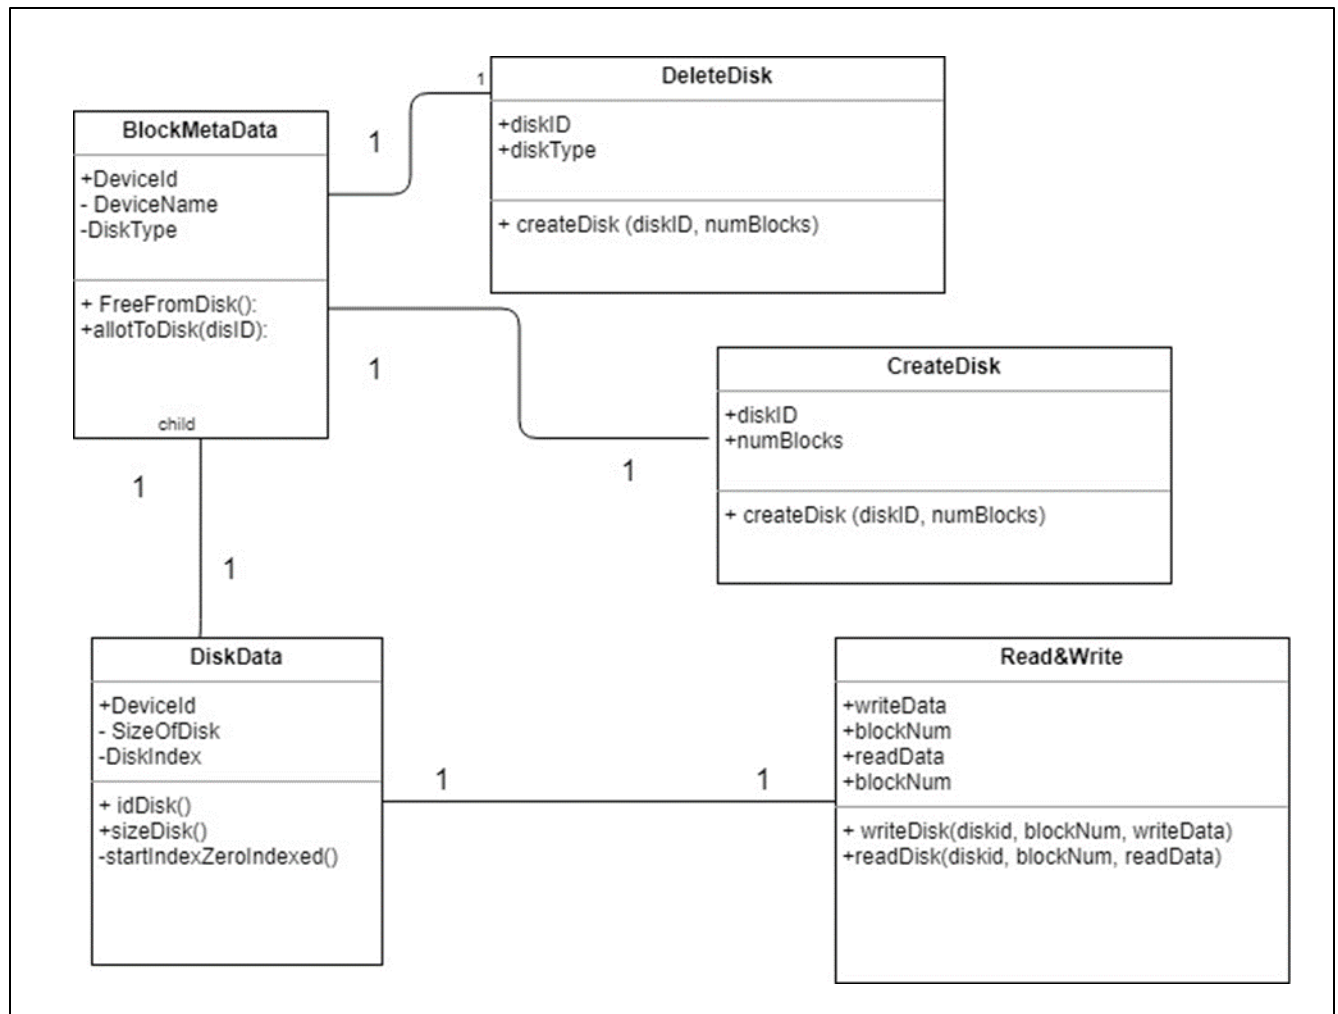 DeleteDisk
+diskID
+diskType
+ createDisk (diskID, numBlocks)
1
1
BlockMetaData
+DeviceId
- DeviceName
-DiskType
+ FreeFromDisk():
+allotToDisk(disID):
child
1
1
CreateDisk
+diskID
+numBlocks
+ createDisk (diskID, numBlocks)
1
1
DiskData
+DeviceId
- SizeOfDisk
-DiskIndex
+ idDisk()
+sizeDisk()
-startIndexZeroIndexed()
1
1
Read&Write
+writeData
+blockNum
+readData
+blockNum
+ writeDisk(diskid, blockNum, writeData)
+readDisk(diskid, blockNum, readData)